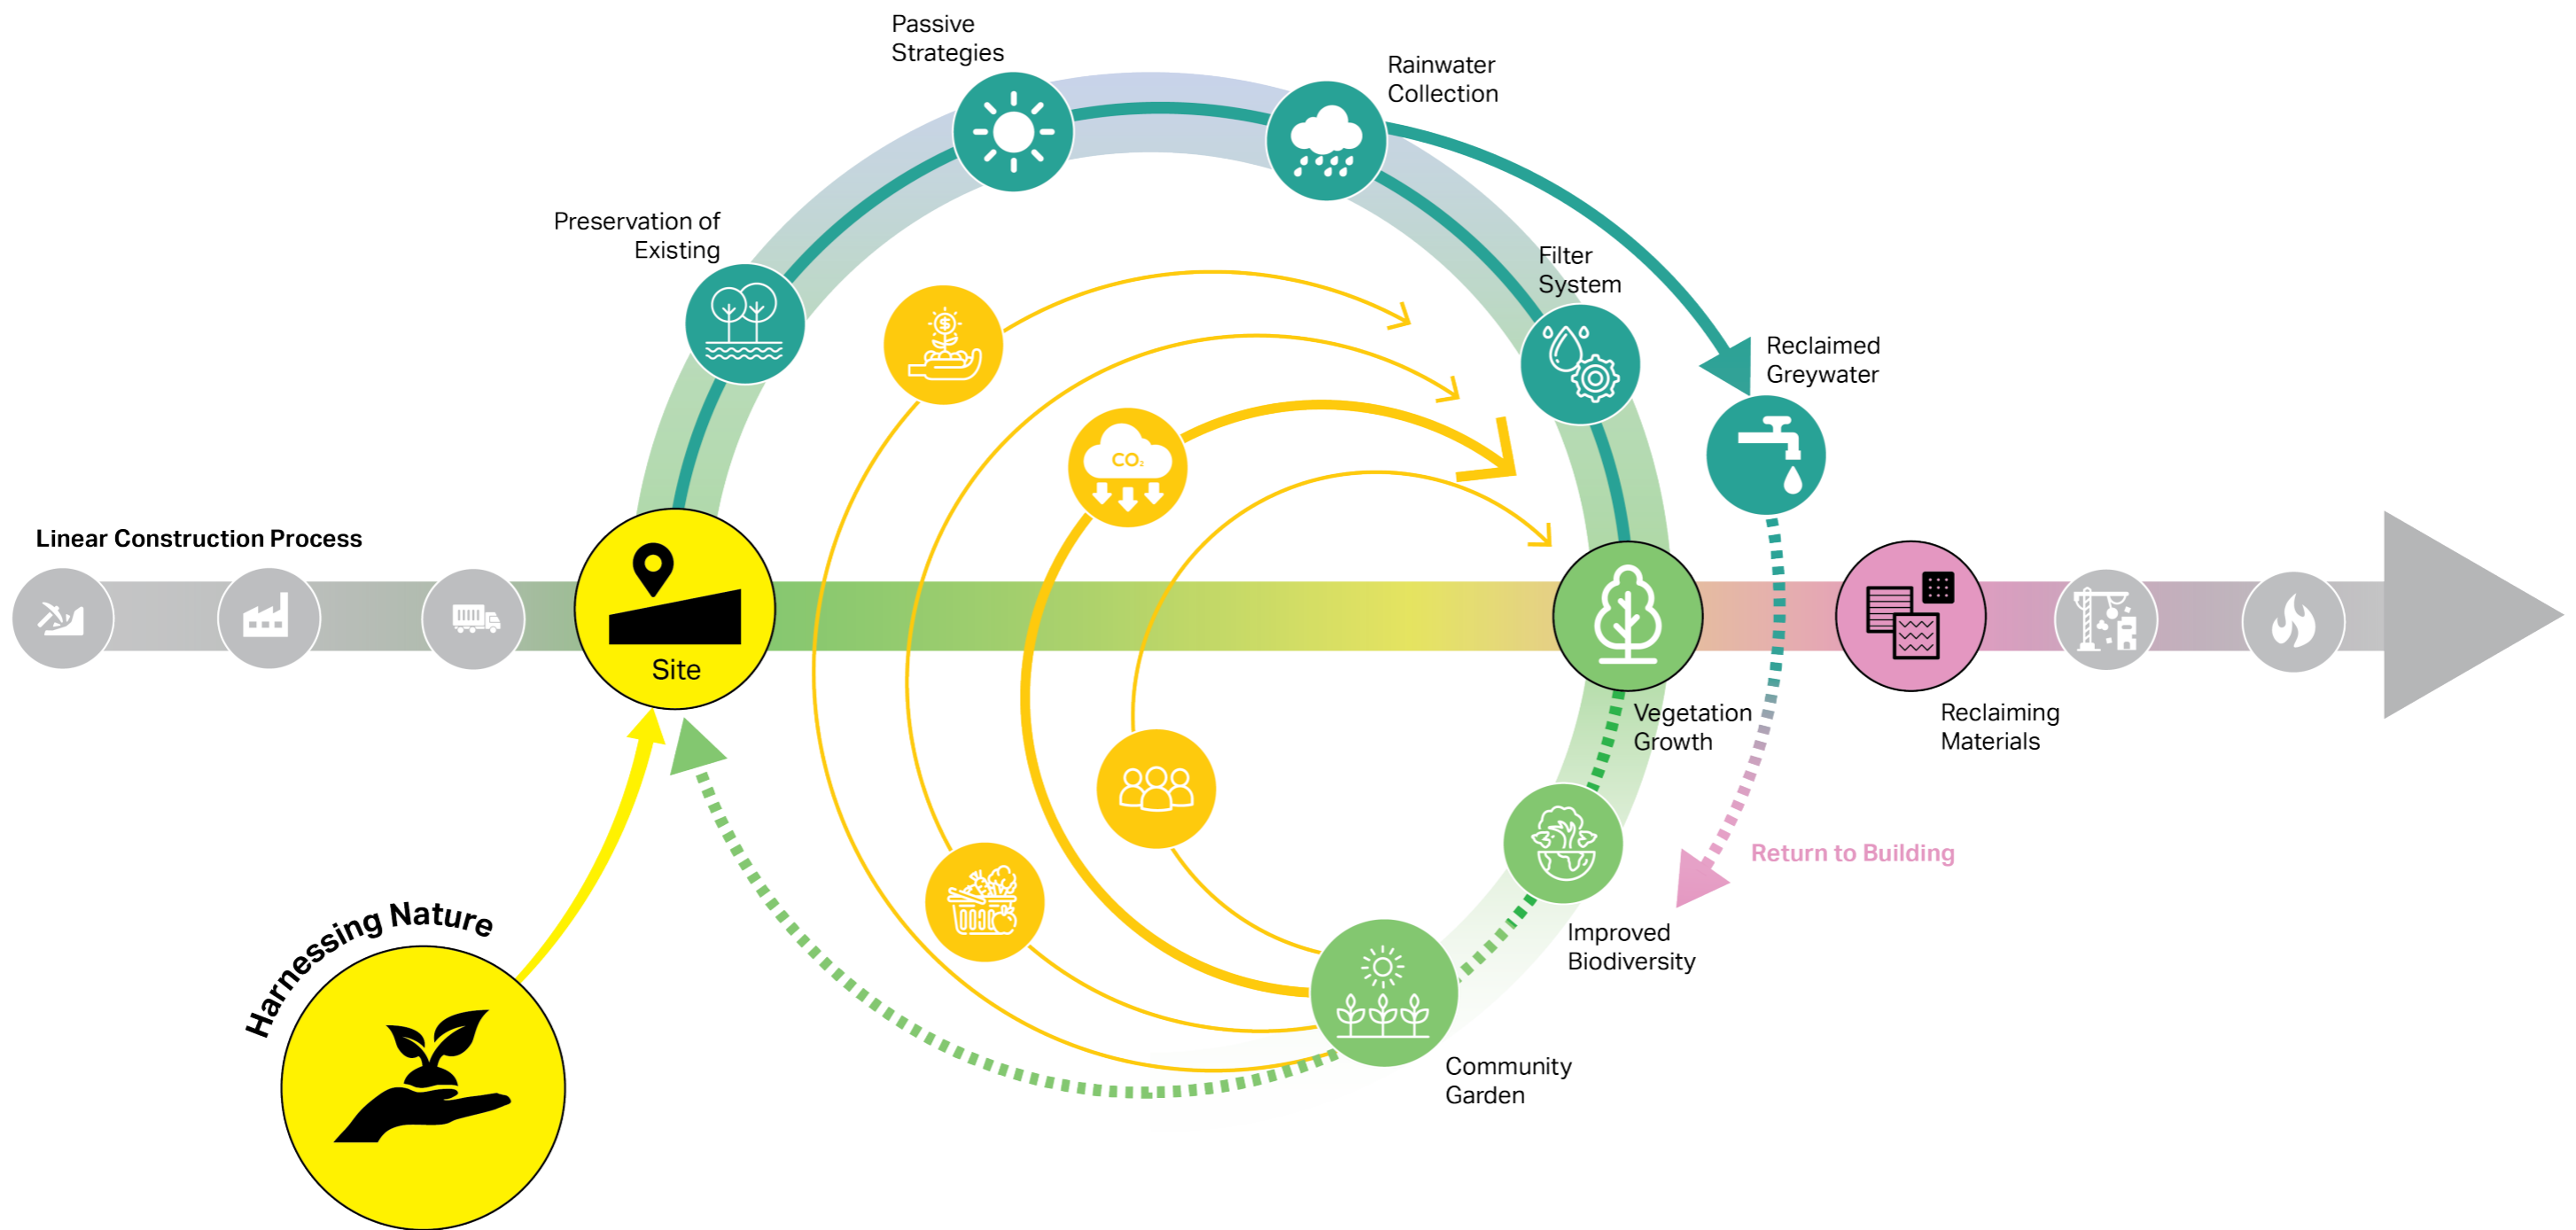 Passive
Strategies
Rainwater
Collection
Preservation of
Existing
Filter
System
$
Reclaimed
Greywater
CO₂
Linear Construction Process
Site
Vegetation
Growth
Reclaiming
Materials
Return to Building
Harnessing Nature
Improved
Biodiversity
Community
Garden